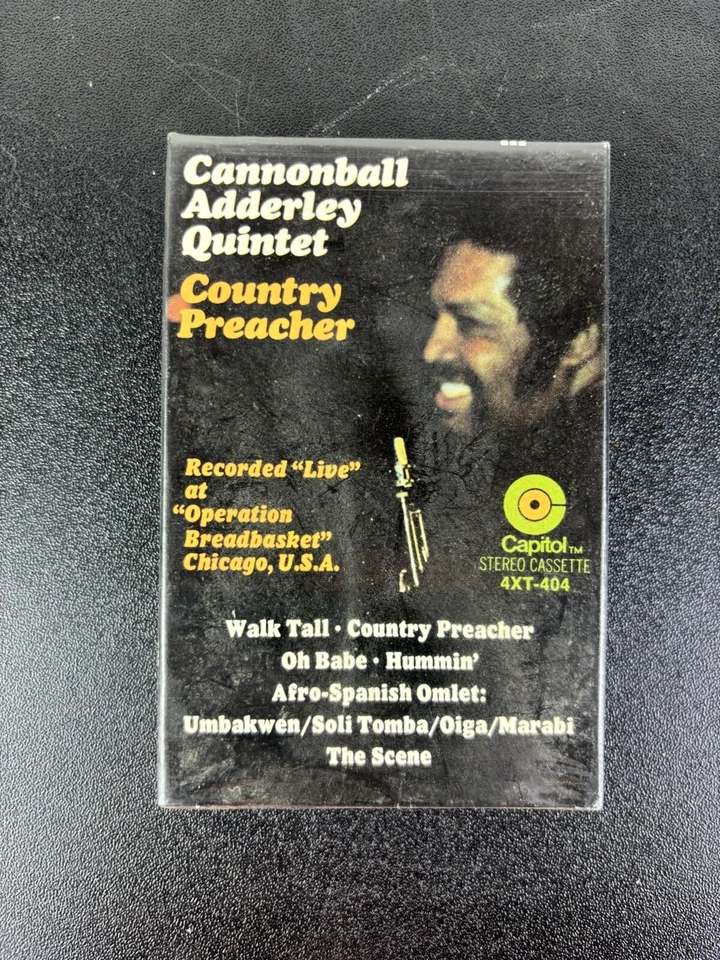 Cannonball
Adderley
Quintet
Country
Preacher
Recorded “Live”
at
“Operation
Breadbasket”
Chicago, U.S.A.
Capitol TM
STEREO CASSETTE
4XT-404
Walk Tall • Country Preacher
Oh Babe • Hummin’
Afro-Spanish Omlet:
Umbakwen/Soli Tomba/Oiga/Marabi
The Scene